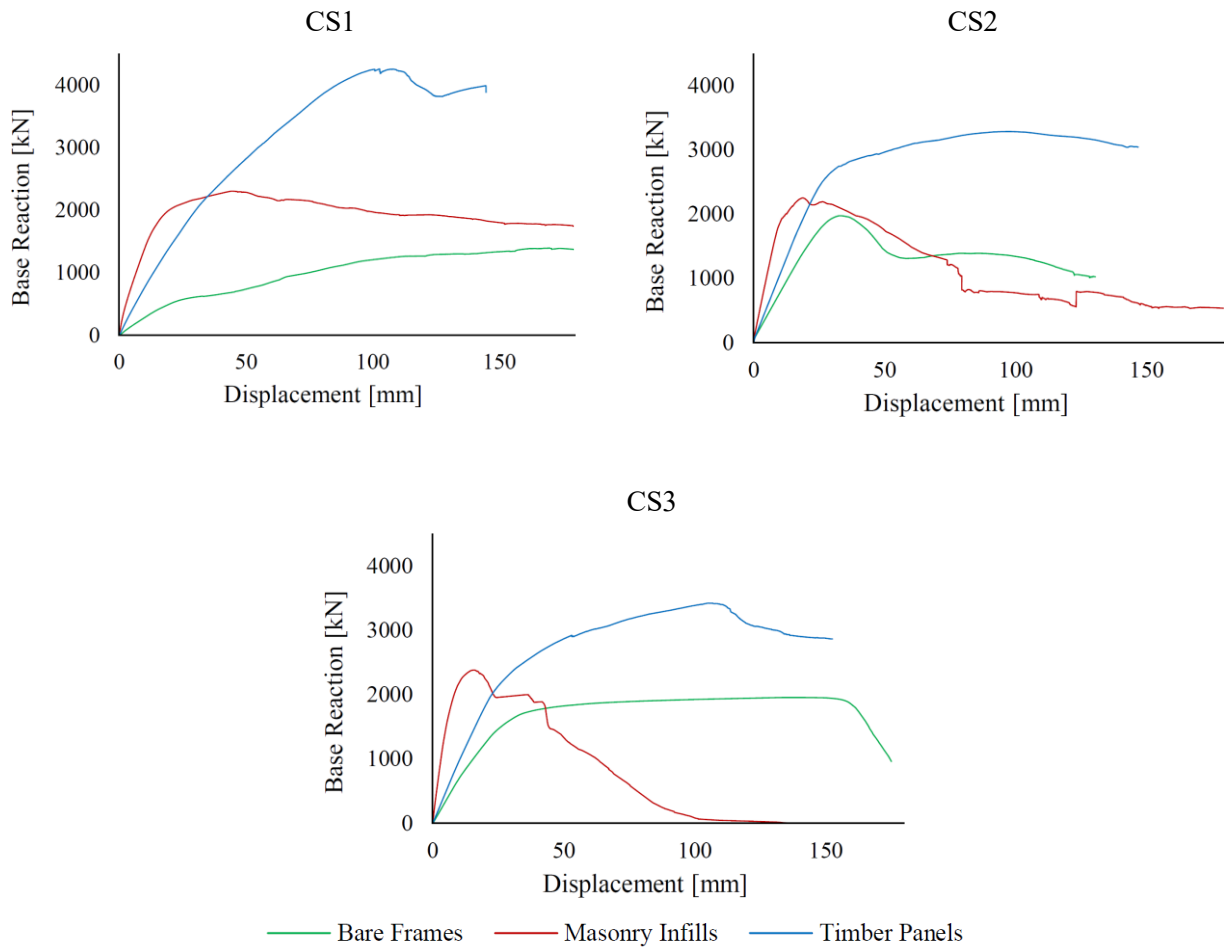 CS1
CS2
4000
3000
2000
1000
0
Base Reaction [kN]
0 50 100 150
Displacement [mm]
4000
3000
2000
1000
0
Base Reaction [kN]
0 50 100 150
Displacement [mm]
CS3
4000
3000
2000
1000
0
Base Reaction [kN]
0 50 100 150
Displacement [mm]
Bare Frames Masonry Infills Timber Panels